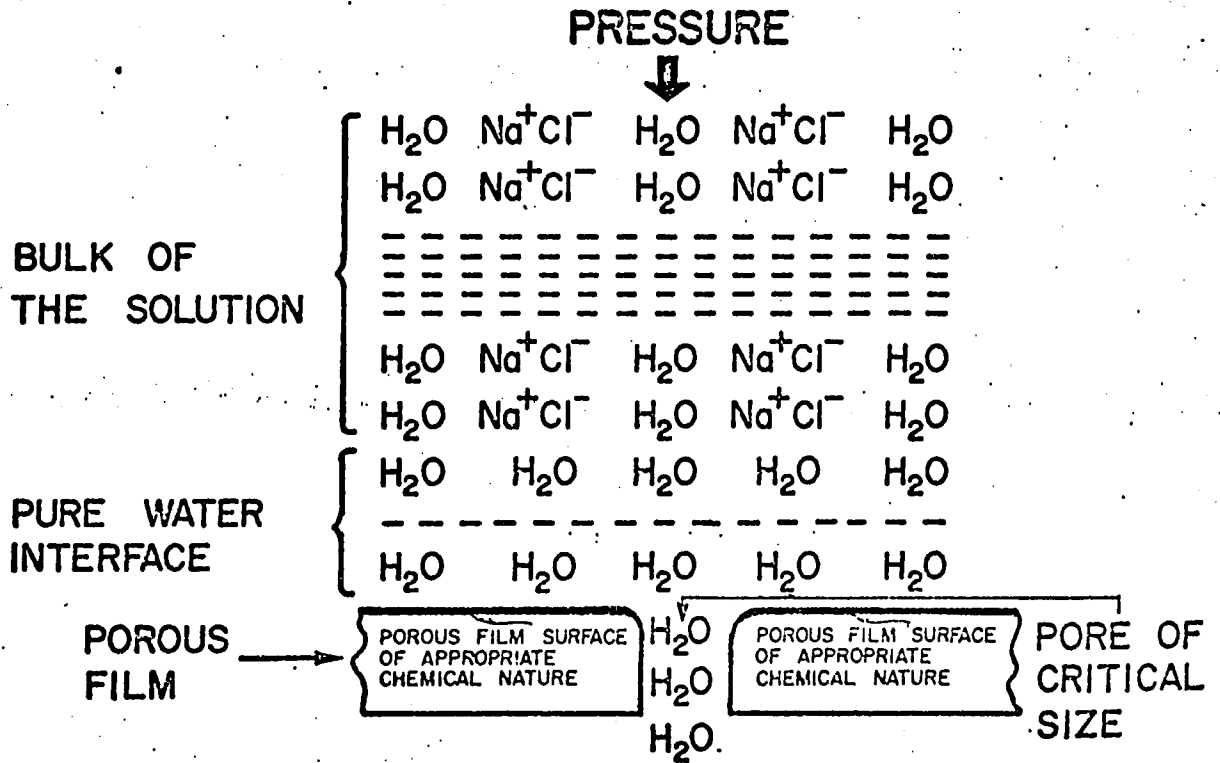 PRESSURE
H₂O Na⁺Cl⁻ H₂O Na⁺Cl⁻ H₂O
H₂O Na⁺Cl⁻ H₂O Na⁺Cl⁻ H₂O
BULK OF
THE SOLUTION
H₂O Na⁺Cl⁻ H₂O Na⁺Cl⁻ H₂O
H₂O Na⁺Cl⁻ H₂O Na⁺Cl⁻ H₂O
H₂O H₂O H₂O H₂O H₂O
PURE WATER
INTERFACE
H₂O H₂O H₂O H₂O H₂O
POROUS
FILM
POROUS FILM SURFACE
OF APPROPRIATE
CHEMICAL NATURE
H₂O
H₂O
H₂O.
POROUS FILM SURFACE
OF APPROPRIATE
CHEMICAL NATURE
PORE OF
CRITICAL
SIZE